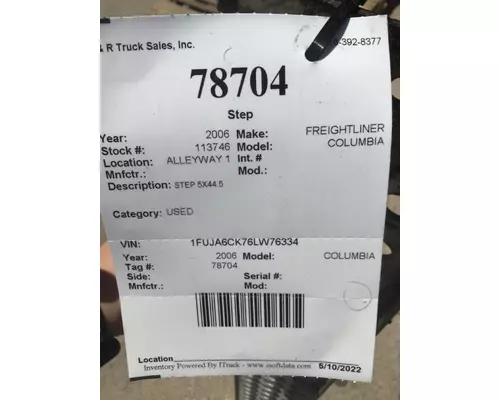 & R Truck Sales, Inc. -392-8377
78704
Step
Year: 2006 Make: FREIGHTLINER
Stock #: 113746 Model: COLUMBIA
Location: ALLEYWAY 1 Int. #
Mnfctr.: Mod.:
Description: STEP 5X44.5
Category: USED
VIN: 1FUJA6CK76LW76334
Year: 2006 Model: COLUMBIA
Tag #: 78704
Side: Serial #:
Mnfctr: Mod:
Location
Inventory Powered By ITruck - www.isoftdata.com 5/10/2022